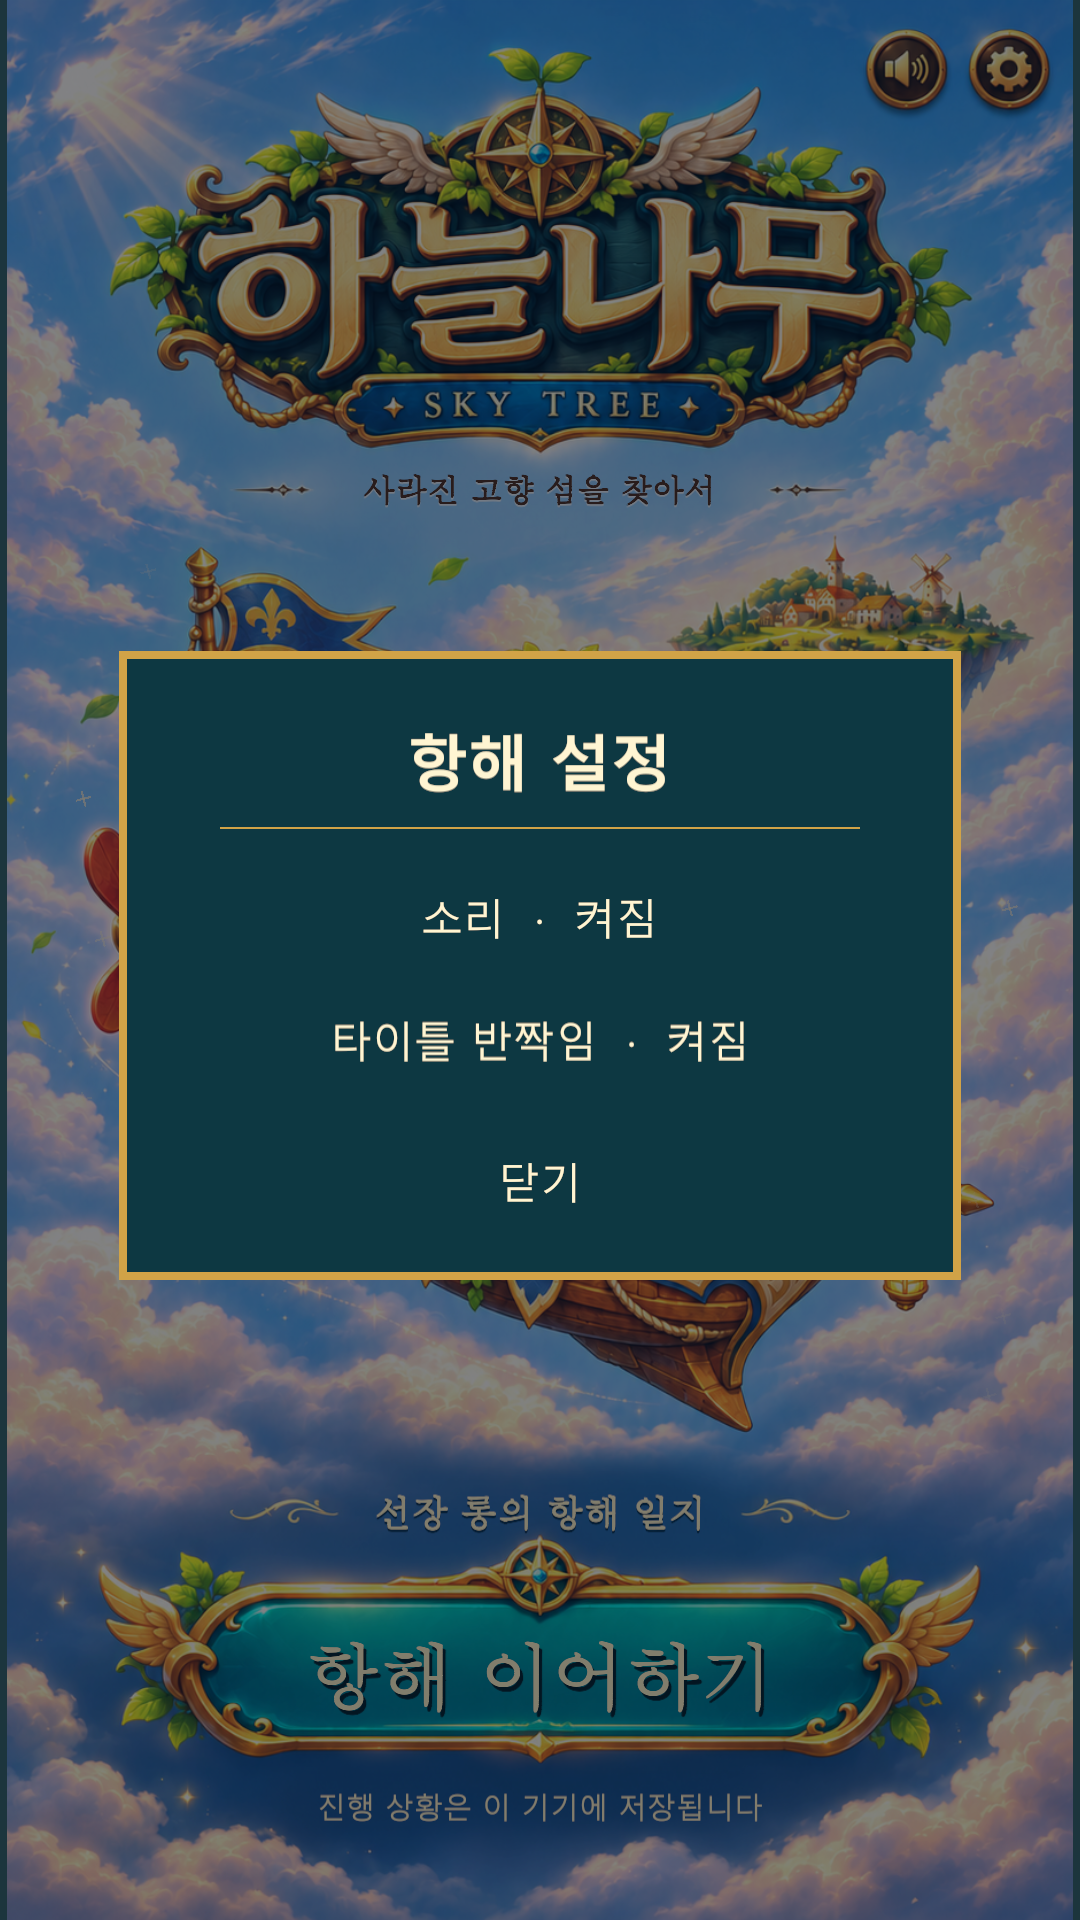 하늘나무
SKY TREE
사라진 고향 섬을 찾아서
항해 설정
소리 · 켜짐
타이틀 반짝임 · 켜짐
닫기
선장 롱의 항해 일지
항해 이어하기
진행 상황은 이 기기에 저장됩니다